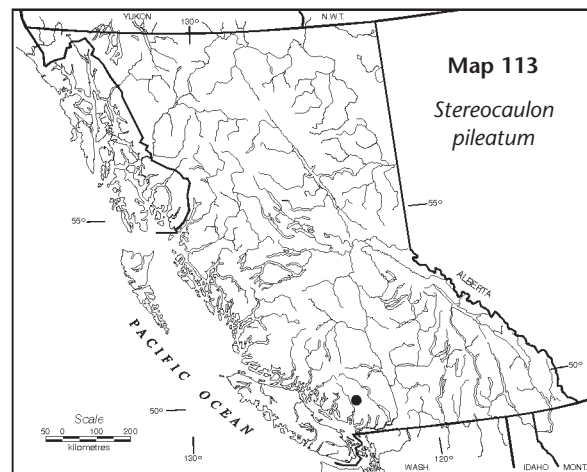 YUKON
130°
N.W.T.
Map 113
Stereocaulon
pileatum
55°
55°
ALBERTA
PACIFIC OCEAN
50°
50°
Scale
50 0 100 200
kilometres
130°
120°
WASH.
IDAHO
MONT.